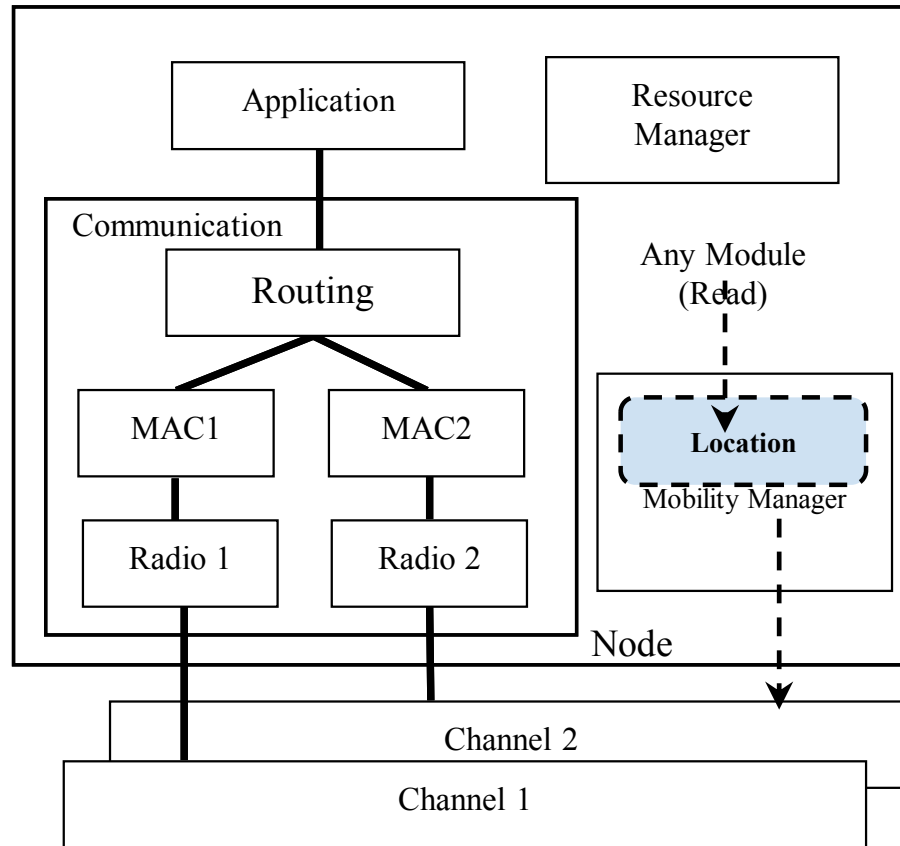 Application
Resource
Manager
Communication
Routing
Any Module
(Read)
MAC1
MAC2
Location
Mobility Manager
Radio 1
Radio 2
Node
Channel 2
Channel 1